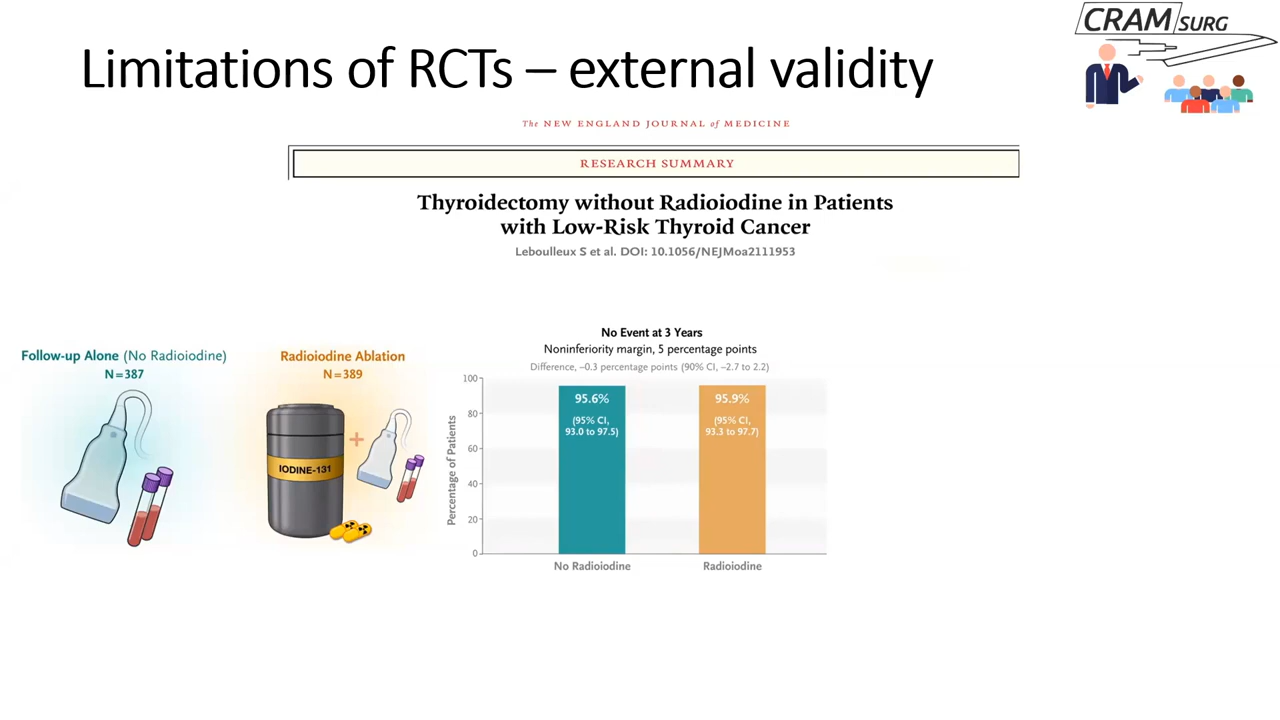 CRAM SURG
Limitations of RCTs – external validity
The NEW ENGLAND JOURNAL of MEDICINE
RESEARCH SUMMARY
Thyroidectomy without Radioiodine in Patients
with Low-Risk Thyroid Cancer
Leboulleux S et al. DOI: 10.1056/NEJMoa2111953
Follow-up Alone (No Radioiodine)
N=387
Radioiodine Ablation
N=389
IODINE-131
+
No Event at 3 Years
Noninferiority margin, 5 percentage points
Difference, –0.3 percentage points (90% CI, –2.7 to 2.2)
Percentage of Patients
100
80
60
40
20
0
95.6%
(95% CI,
93.0 to 97.5)
95.9%
(95% CI,
93.3 to 97.7)
No Radioiodine
Radioiodine